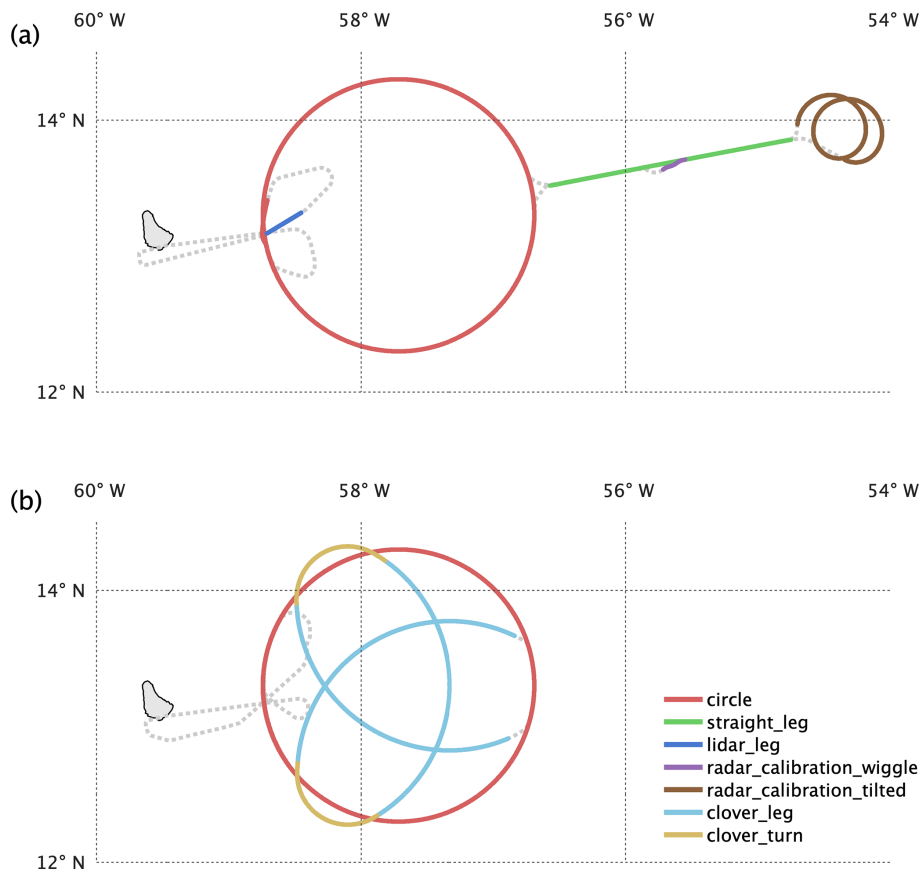 60° W 58° W 56° W 54° W
(a)
14° N
12° N
60° W 58° W 56° W 54° W
(b)
14° N
circle
straight_leg
lidar_leg
radar_calibration_wiggle
radar_calibration_tilted
clover_leg
clover_turn
12° N